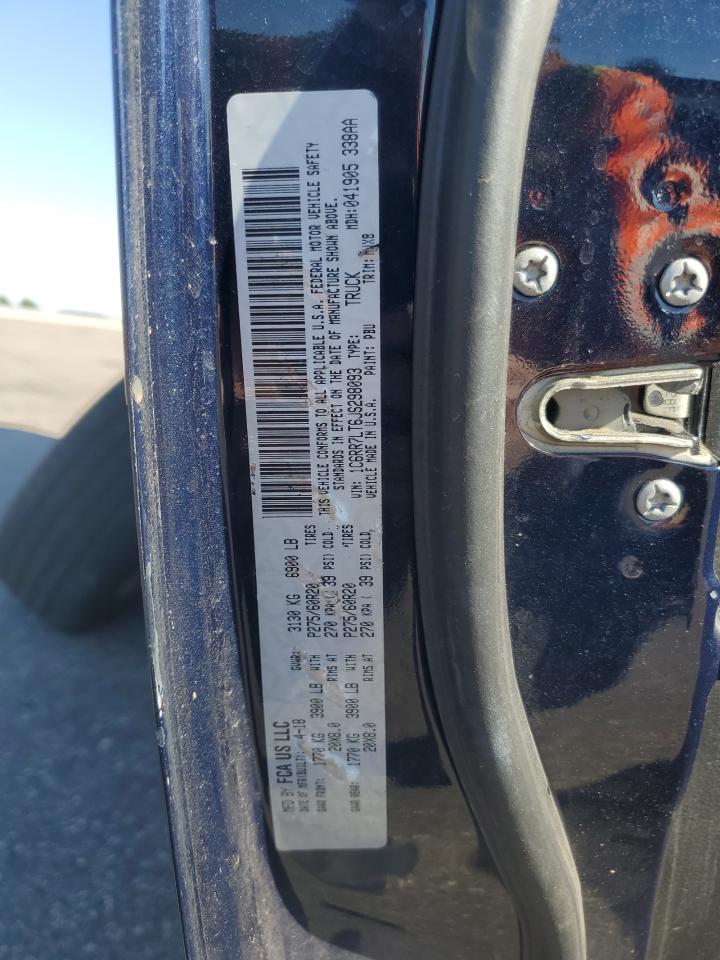 MFD BY FCA US LLC
DATE OF MFR(BUILT): 4-18 GVWR: 3130 KG 6900 LB
GAWR FRONT: 1770 KG 3900 LB WITH P275/60R20 TIRES
20X8.0 RIMS AT 270 KPA ( 39 PSI) COLD
GAWR REAR: 1770 KG 3900 LB WITH P275/60R20 TIRES
20X8.0 RIMS AT 270 KPA ( 39 PSI) COLD
THIS VEHICLE CONFORMS TO ALL APPLICABLE U.S.A. FEDERAL MOTOR VEHICLE SAFETY
STANDARDS IN EFFECT ON THE DATE OF MANUFACTURE SHOWN ABOVE.
VIN: 1C6RR7LT6JS298093 TYPE: TRUCK MDH: 041905 338AA
VEHICLE MADE IN U.S.A. PAINT: PBU TRIM: